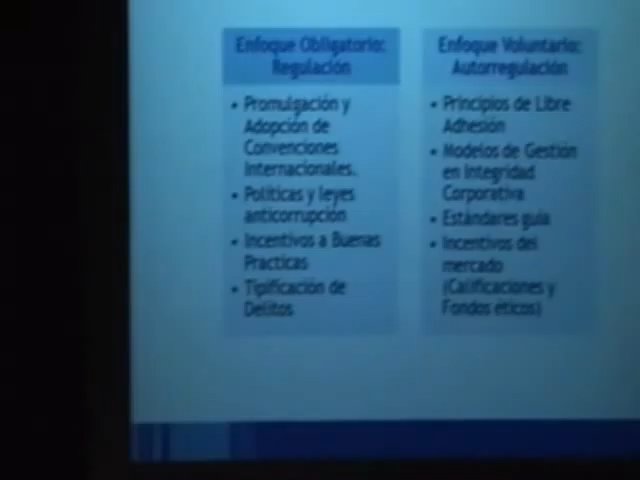 Enfoque Obligatorio:
Regulación
• Promulgación y
Adopción de
Convenciones
Internacionales.
• Políticas y leyes
anticorrupción
• Incentivos a Buenas
Practicas
• Tipificación de
Delitos
Enfoque Voluntario:
Autorregulación
• Principios de Libre
Adhesión
• Modelos de Gestión
en Integridad
Corporativa
• Estándares guía
• Incentivos del
mercado
(Calificaciones y
Fondos éticos)